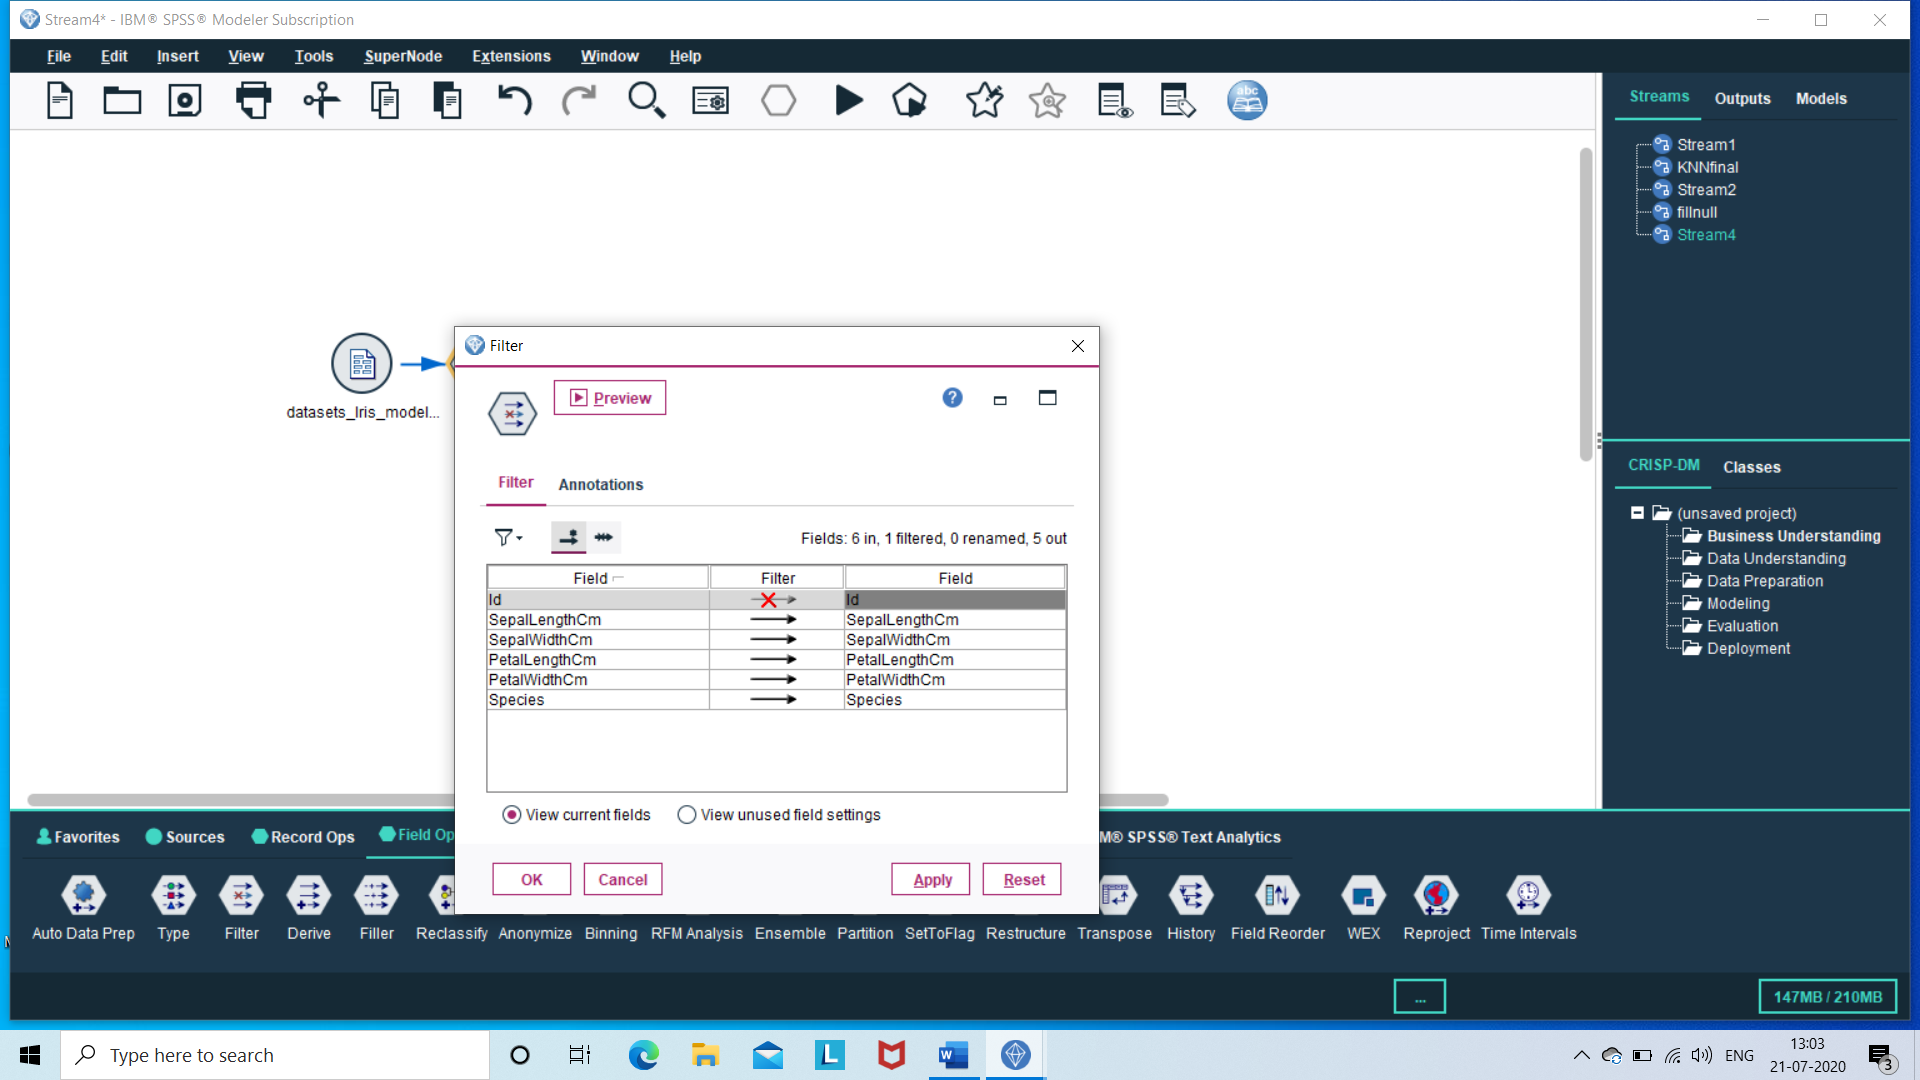 Stream4* - IBM® SPSS® Modeler Subscription
File Edit Insert View Tools SuperNode Extensions Window Help
abc
Streams Outputs Models
Stream1
KNNfinal
Stream2
fillnull
Stream4
datasets_Iris_model...
Filter
Preview
?
Filter Annotations
Fields: 6 in, 1 filtered, 0 renamed, 5 out
Field Filter Field
Id Id
SepalLengthCm SepalLengthCm
SepalWidthCm SepalWidthCm
PetalLengthCm PetalLengthCm
PetalWidthCm PetalWidthCm
Species Species
View current fields View unused field settings
OK Cancel Apply Reset
CRISP-DM Classes
(unsaved project)
Business Understanding
Data Understanding
Data Preparation
Modeling
Evaluation
Deployment
Favorites Sources Record Ops Field Op M® SPSS® Text Analytics
Auto Data Prep Type Filter Derive Filler Reclassify Anonymize Binning RFM Analysis Ensemble Partition SetToFlag Restructure Transpose History Field Reorder WEX Reproject Time Intervals
...
147MB / 210MB
Type here to search
L
W
ENG
13:03
21-07-2020
3